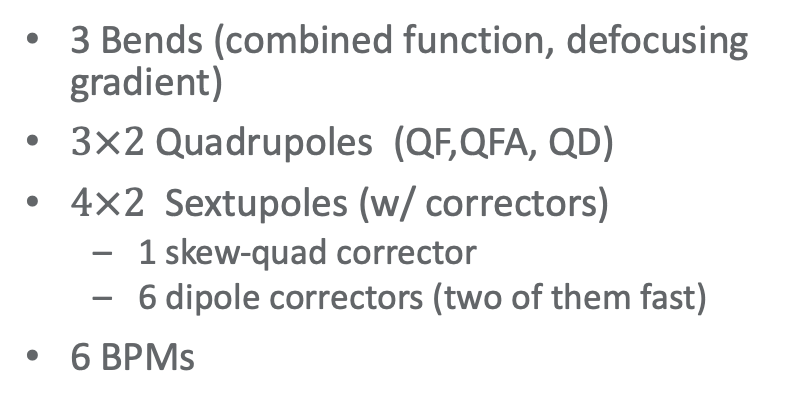 • 3 Bends (combined function, defocusing
gradient)
• 3×2 Quadrupoles (QF,QFA, QD)
• 4×2 Sextupoles (w/ correctors)
– 1 skew-quad corrector
– 6 dipole correctors (two of them fast)
• 6 BPMs